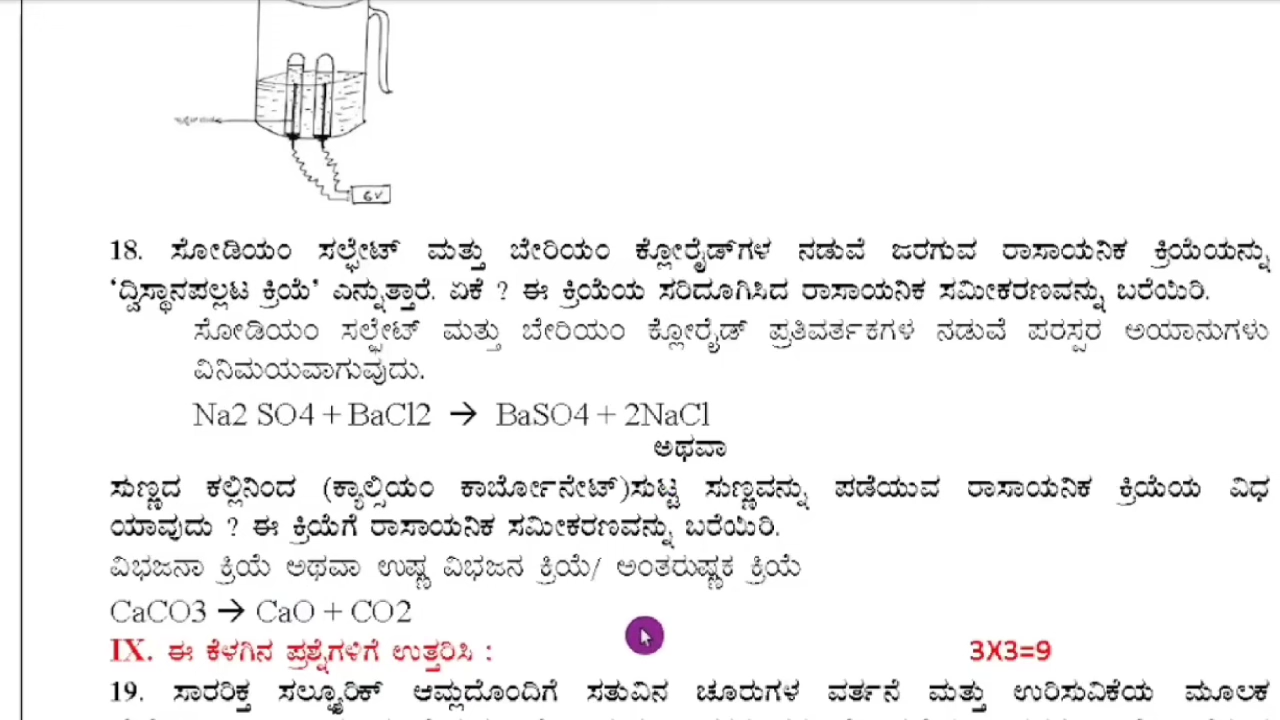 6V
18. ಸೋಡಿಯಂ ಸಲ್ಫೇಟ್ ಮತ್ತು ಬೇರಿಯಂ ಕ್ಲೋರೈಡ್‌ಗಳ ನಡುವೆ ಜರಗುವ ರಾಸಾಯನಿಕ ಕ್ರಿಯೆಯನ್ನು
'ದ್ವಿಸ್ಥಾನಪಲ್ಲಟ ಕ್ರಿಯೆ' ಎನ್ನುತ್ತಾರೆ. ಏಕೆ ? ಈ ಕ್ರಿಯೆಯ ಸರಿದೂಗಿಸಿದ ರಾಸಾಯನಿಕ ಸಮೀಕರಣವನ್ನು ಬರೆಯಿರಿ.
ಸೋಡಿಯಂ ಸಲ್ಫೇಟ್ ಮತ್ತು ಬೇರಿಯಂ ಕ್ಲೋರೈಡ್ ಪ್ರತಿವರ್ತಕಗಳ ನಡುವೆ ಪರಸ್ಪರ ಅಯಾನುಗಳು
ವಿನಿಮಯವಾಗುವುದು.
Na2 SO4 + BaCl2 → BaSO4 + 2NaCl
ಅಥವಾ
ಸುಣ್ಣದ ಕಲ್ಲಿನಿಂದ (ಕ್ಯಾಲ್ಸಿಯಂ ಕಾರ್ಬೋನೇಟ್)ಸುಟ್ಟ ಸುಣ್ಣವನ್ನು ಪಡೆಯುವ ರಾಸಾಯನಿಕ ಕ್ರಿಯೆಯ ವಿಧ
ಯಾವುದು ? ಈ ಕ್ರಿಯೆಗೆ ರಾಸಾಯನಿಕ ಸಮೀಕರಣವನ್ನು ಬರೆಯಿರಿ.
ವಿಭಜನಾ ಕ್ರಿಯೆ ಅಥವಾ ಉಷ್ಣ ವಿಭಜನ ಕ್ರಿಯೆ/ ಅಂತರುಷ್ಣಕ ಕ್ರಿಯೆ
CaCO3 → CaO + CO2
IX. ಈ ಕೆಳಗಿನ ಪ್ರಶ್ನೆಗಳಿಗೆ ಉತ್ತರಿಸಿ : 3X3=9
19. ಸಾರರಿಕ್ತ ಸಲ್ಫ್ಯೂರಿಕ್ ಆಮ್ಲದೊಂದಿಗೆ ಸತುವಿನ ಚೂರುಗಳ ವರ್ತನೆ ಮತ್ತು ಉರಿಸುವಿಕೆಯ ಮೂಲಕ